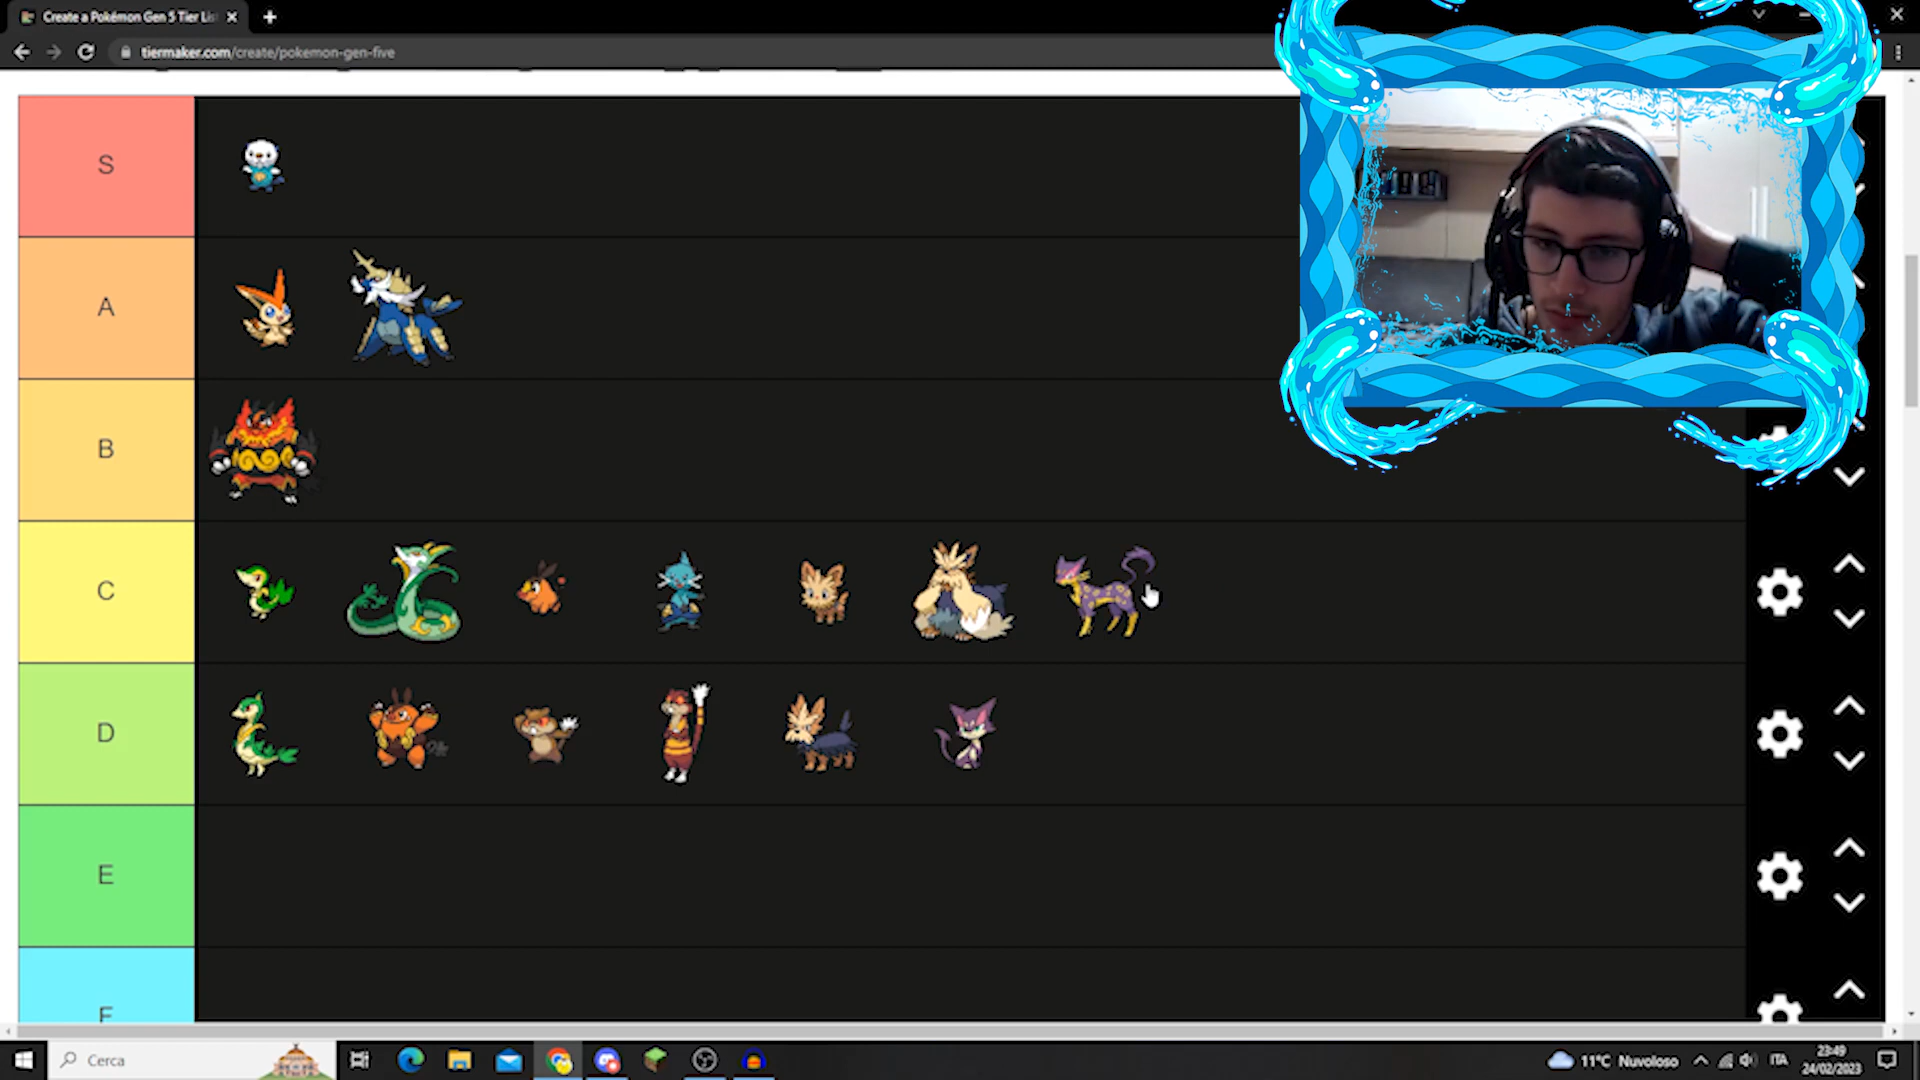 Create a Pokémon Gen 5 Tier Lis
tiermaker.com/create/pokemon-gen-five
S
A
B
C
D
E
F
Cerca
11°C Nuvoloso
ITA
23:49
24/02/2023